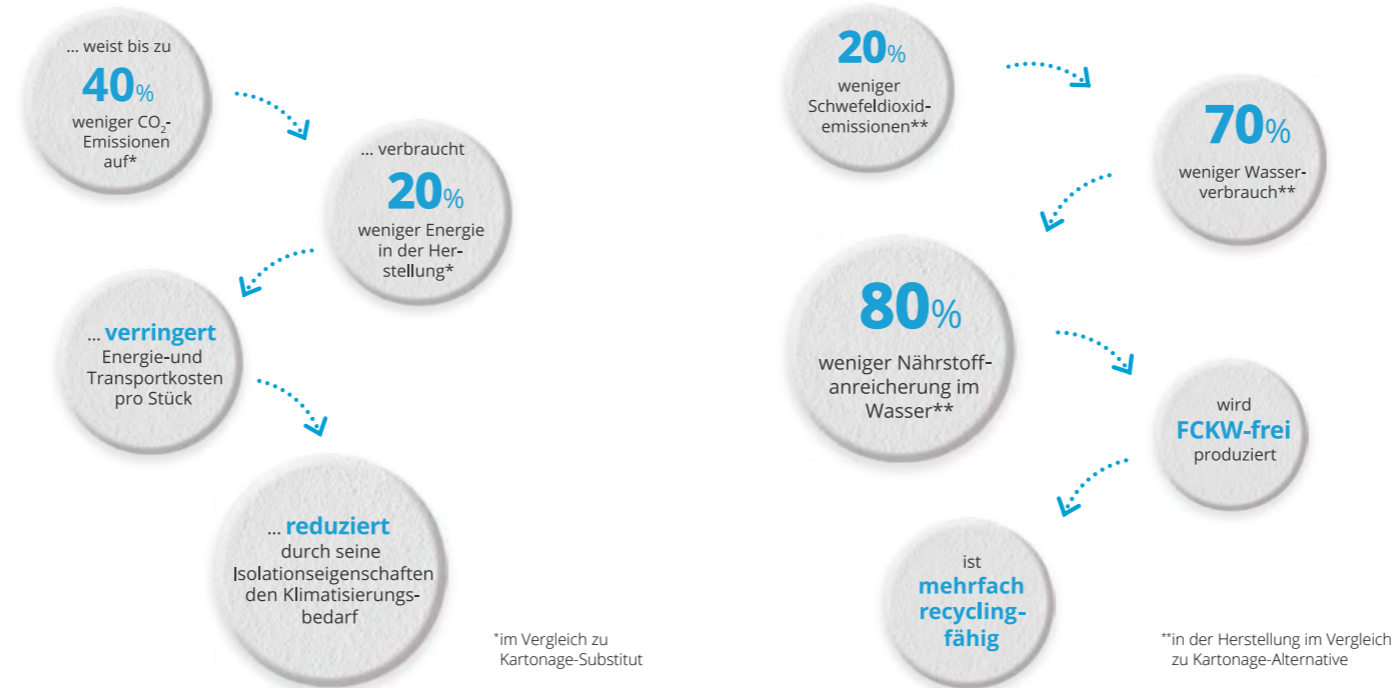 ... weist bis zu
40%
weniger CO₂-
Emissionen
auf*
... verbraucht
20%
weniger Energie
in der Her-
stellung*
... verringert
Energie-und
Transportkosten
pro Stück
... reduziert
durch seine
Isolationseigenschaften
den Klimatisierungs-
bedarf
*im Vergleich zu
Kartonage-Substitut
20%
weniger
Schwefeldioxid-
emissionen**
70%
weniger Wasser-
verbrauch**
80%
weniger Nährstoff-
anreicherung im
Wasser**
wird
FCKW-frei
produziert
ist
mehrfach
recycling-
fähig
**in der Herstellung im Vergleich
zu Kartonage-Alternative